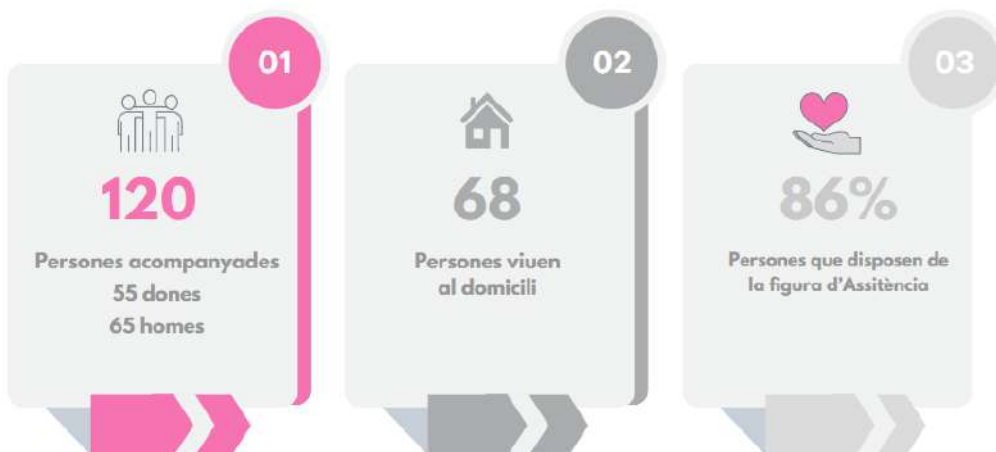 01
120
Persones acompanyades
55 dones
65 homes
02
68
Persones viuen
al domicili
03
86%
Persones que disposen de
la figura d'Assitència